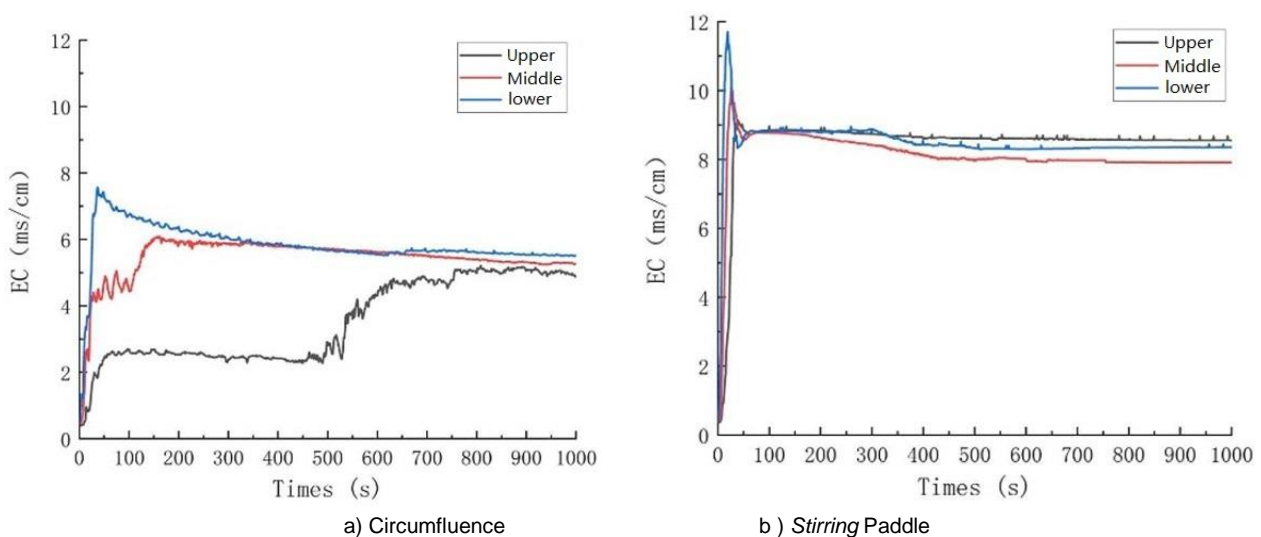 12
10
8
6
4
2
0
EC (ms/cm)
0 100 200 300 400 500 600 700 800 900 1000
Times (s)
Upper
Middle
lower
a) Circumfluence
12
10
8
6
4
2
0
EC (ms/cm)
0 100 200 300 400 500 600 700 800 900 1000
Times (s)
Upper
Middle
lower
b ) Stirring Paddle